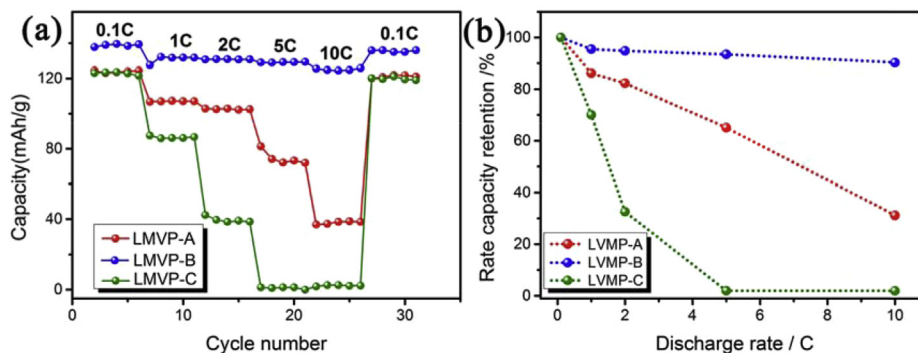 (a)
0.1C
1C
2C
5C
10C
0.1C
160
120
80
40
0
Capacity(mAh/g)
LMVP-A
LMVP-B
LMVP-C
0
10
20
30
Cycle number
(b)
100
80
60
40
20
0
Rate capacity retention /%
LVMP-A
LVMP-B
LVMP-C
0
2
4
6
8
10
Discharge rate / C